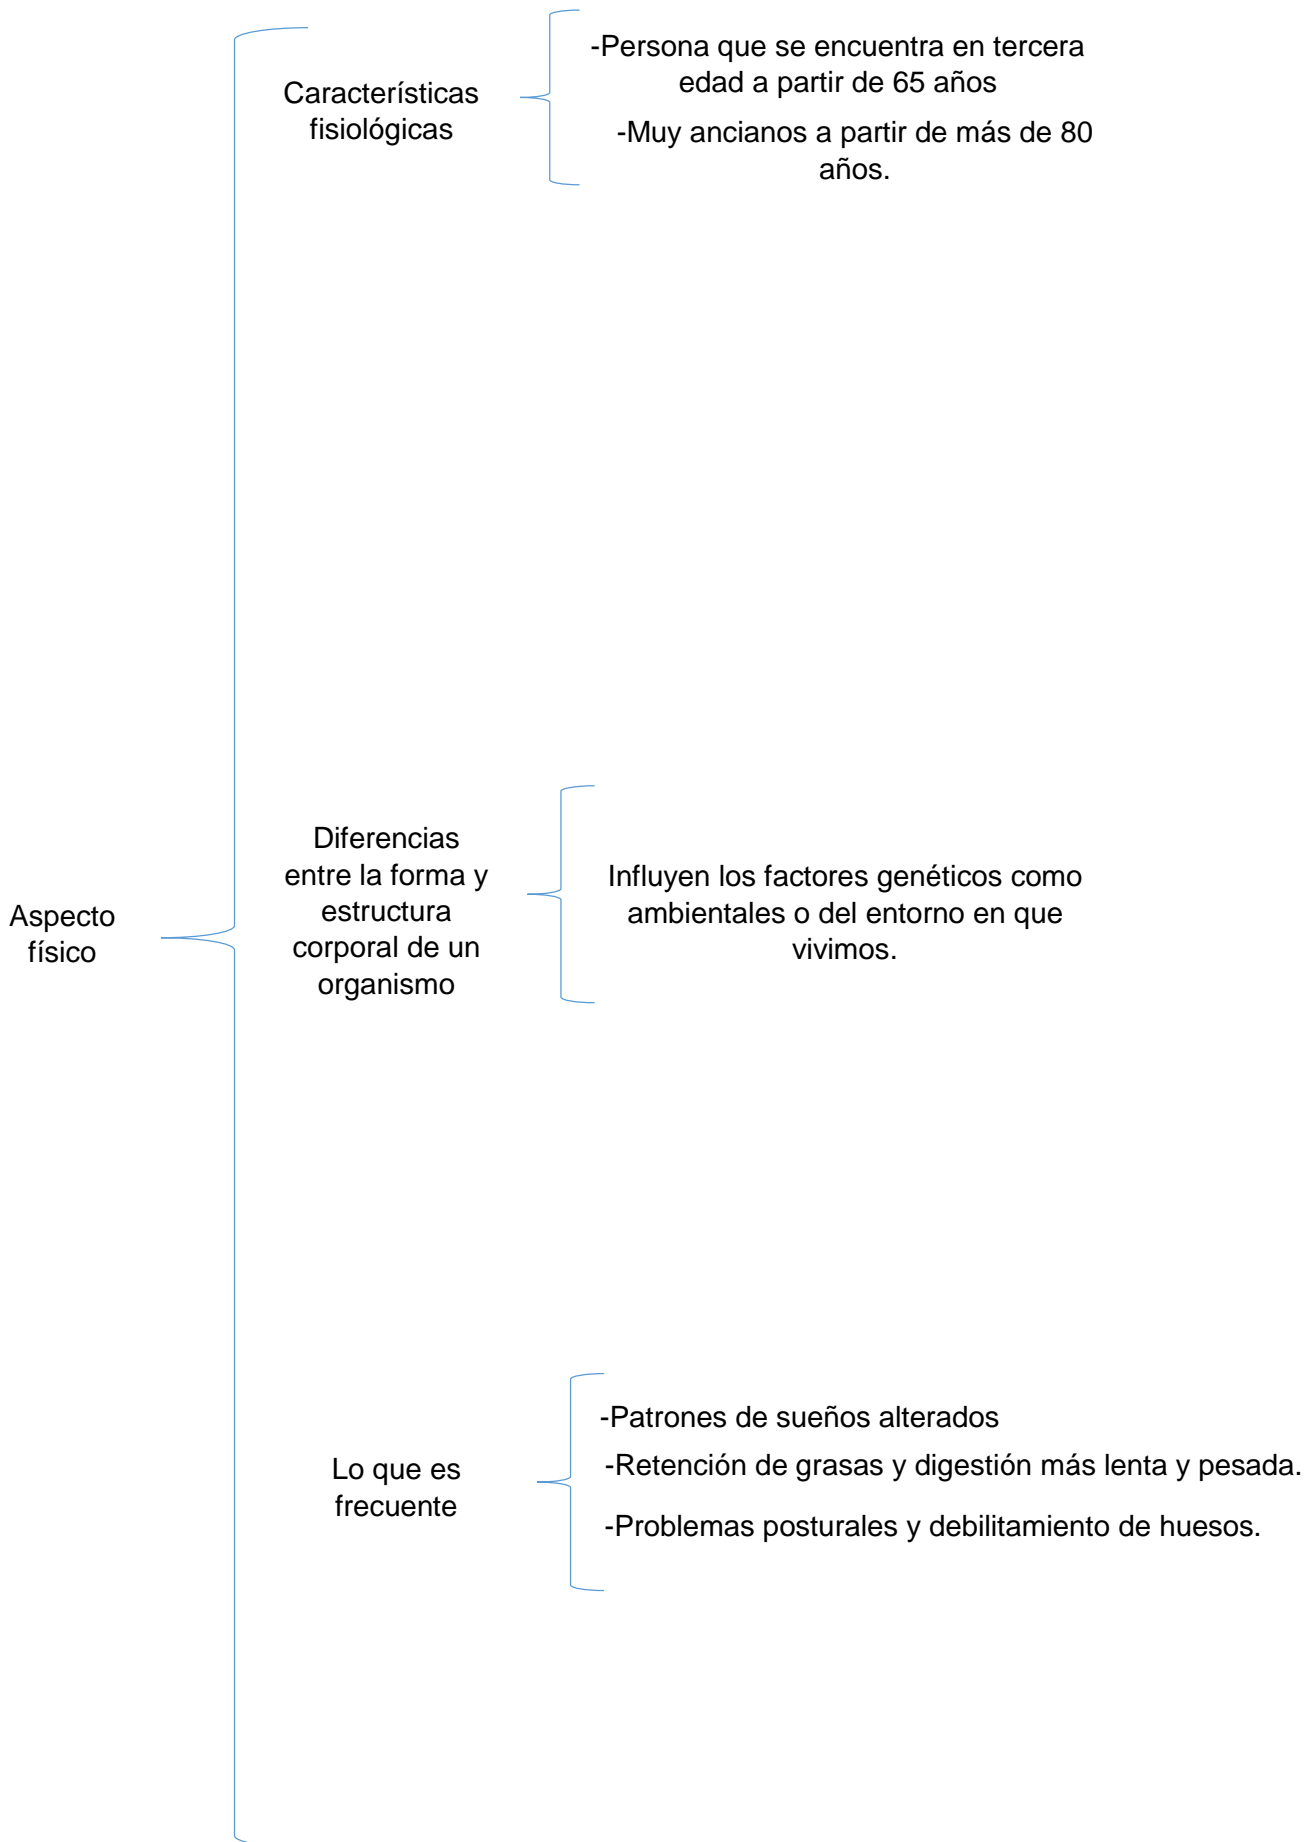 Aspecto
físico
Características
fisiológicas
-Persona que se encuentra en tercera
edad a partir de 65 años
-Muy ancianos a partir de más de 80
años.
Diferencias
entre la forma y
estructura
corporal de un
organismo
Influyen los factores genéticos como
ambientales o del entorno en que
vivimos.
Lo que es
frecuente
-Patrones de sueños alterados
-Retención de grasas y digestión más lenta y pesada.
-Problemas posturales y debilitamiento de huesos.